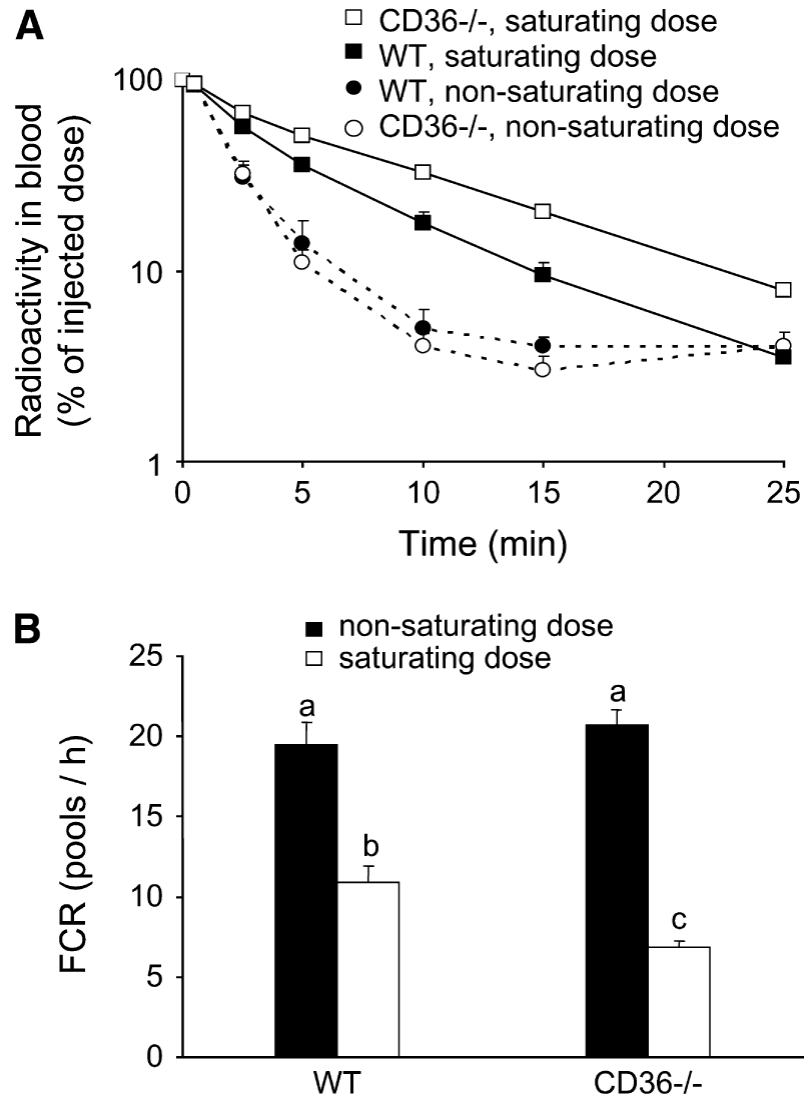 A
CD36-/-, saturating dose
WT, saturating dose
WT, non-saturating dose
CD36-/-, non-saturating dose
Radioactivity in blood
(% of injected dose)
100
10
1
0 5 10 15 20 25
Time (min)
B
non-saturating dose
saturating dose
FCR (pools / h)
25
20
15
10
5
0
a
b
a
c
WT CD36-/-